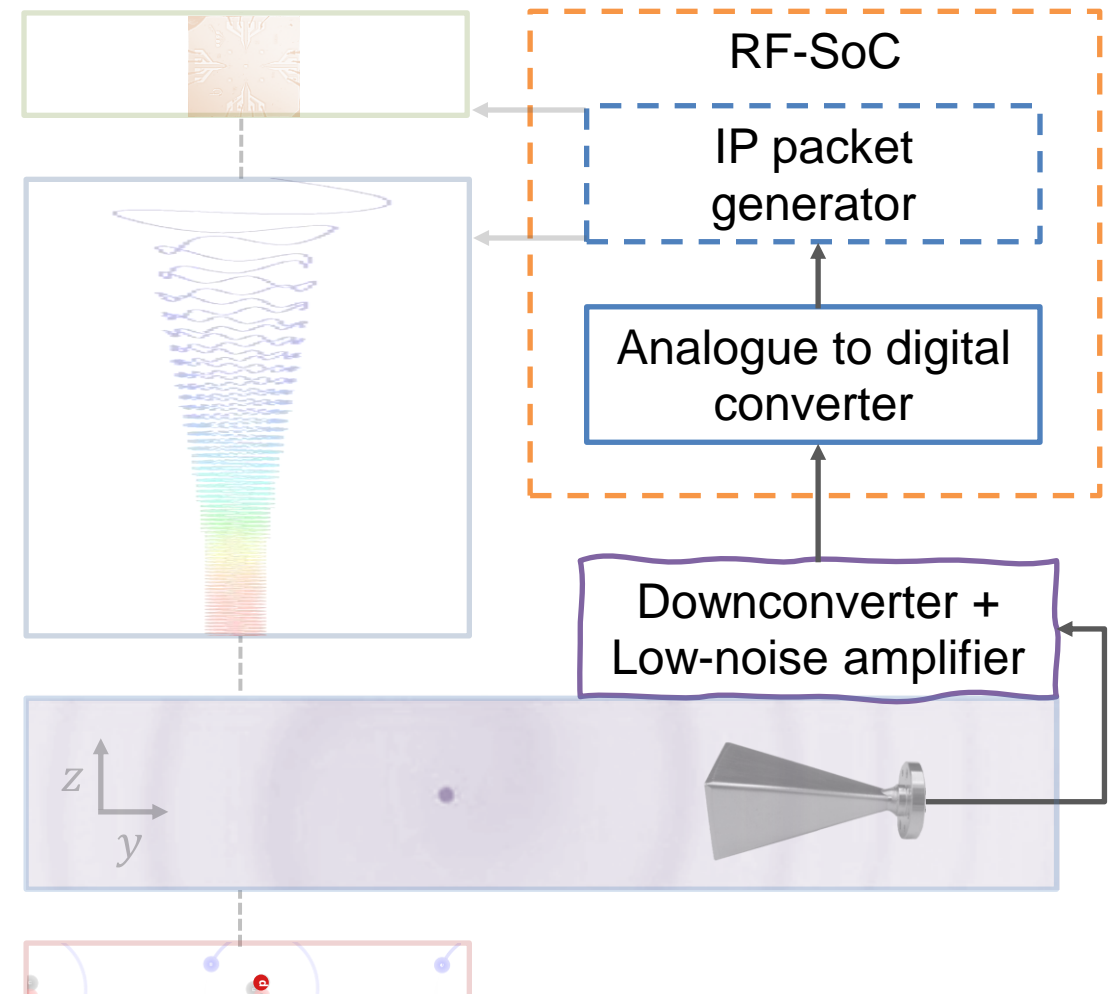 RF-SoC
IP packet
generator
Analogue to digital
converter
Downconverter +
Low-noise amplifier
z
y
p